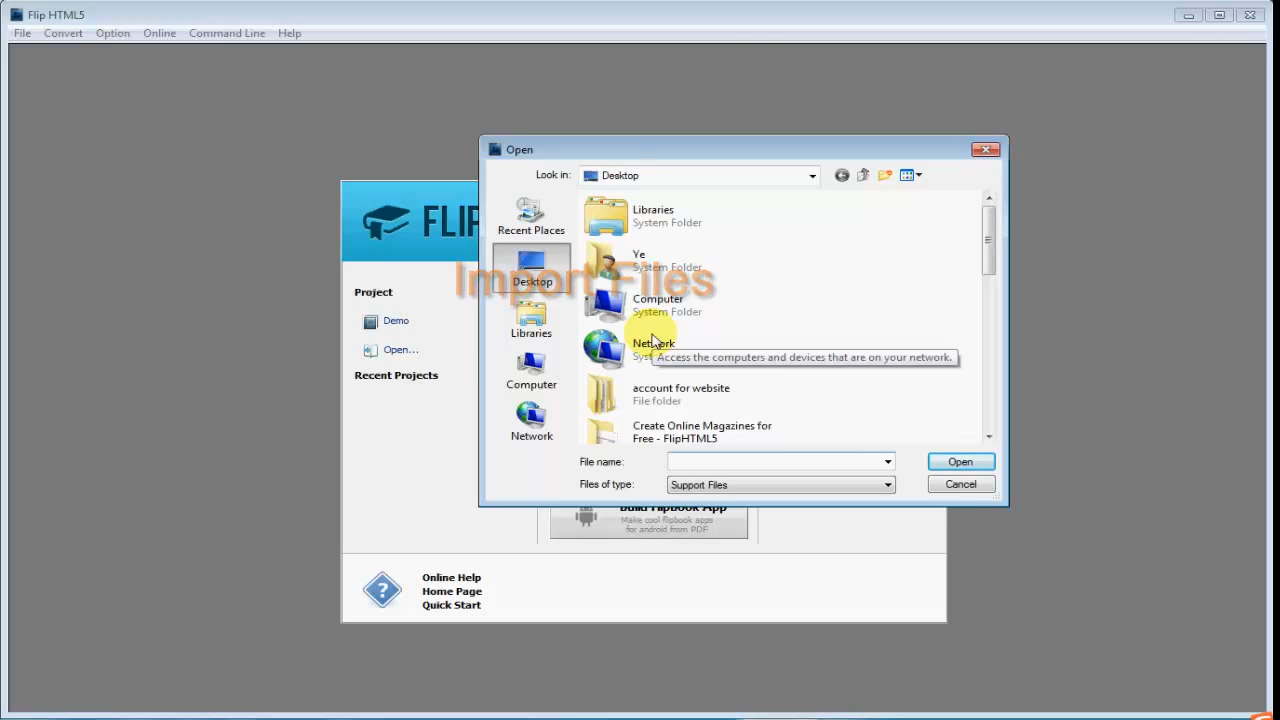 Flip HTML5
File Convert Option Online Command Line Help
Open
Look in: Desktop
Recent Places
Desktop
Libraries
Computer
Network
Libraries
System Folder
Ye
System Folder
Computer
System Folder
Network
Access the computers and devices that are on your network.
account for website
File folder
Create Online Magazines for
Free - FlipHTML5
File name:
Open
Files of type: Support Files
Cancel
Import Files
FLIP
Project
Demo
Open...
Recent Projects
Build FlipBook App
Make cool flipbook apps
for android from PDF
Online Help
Home Page
Quick Start